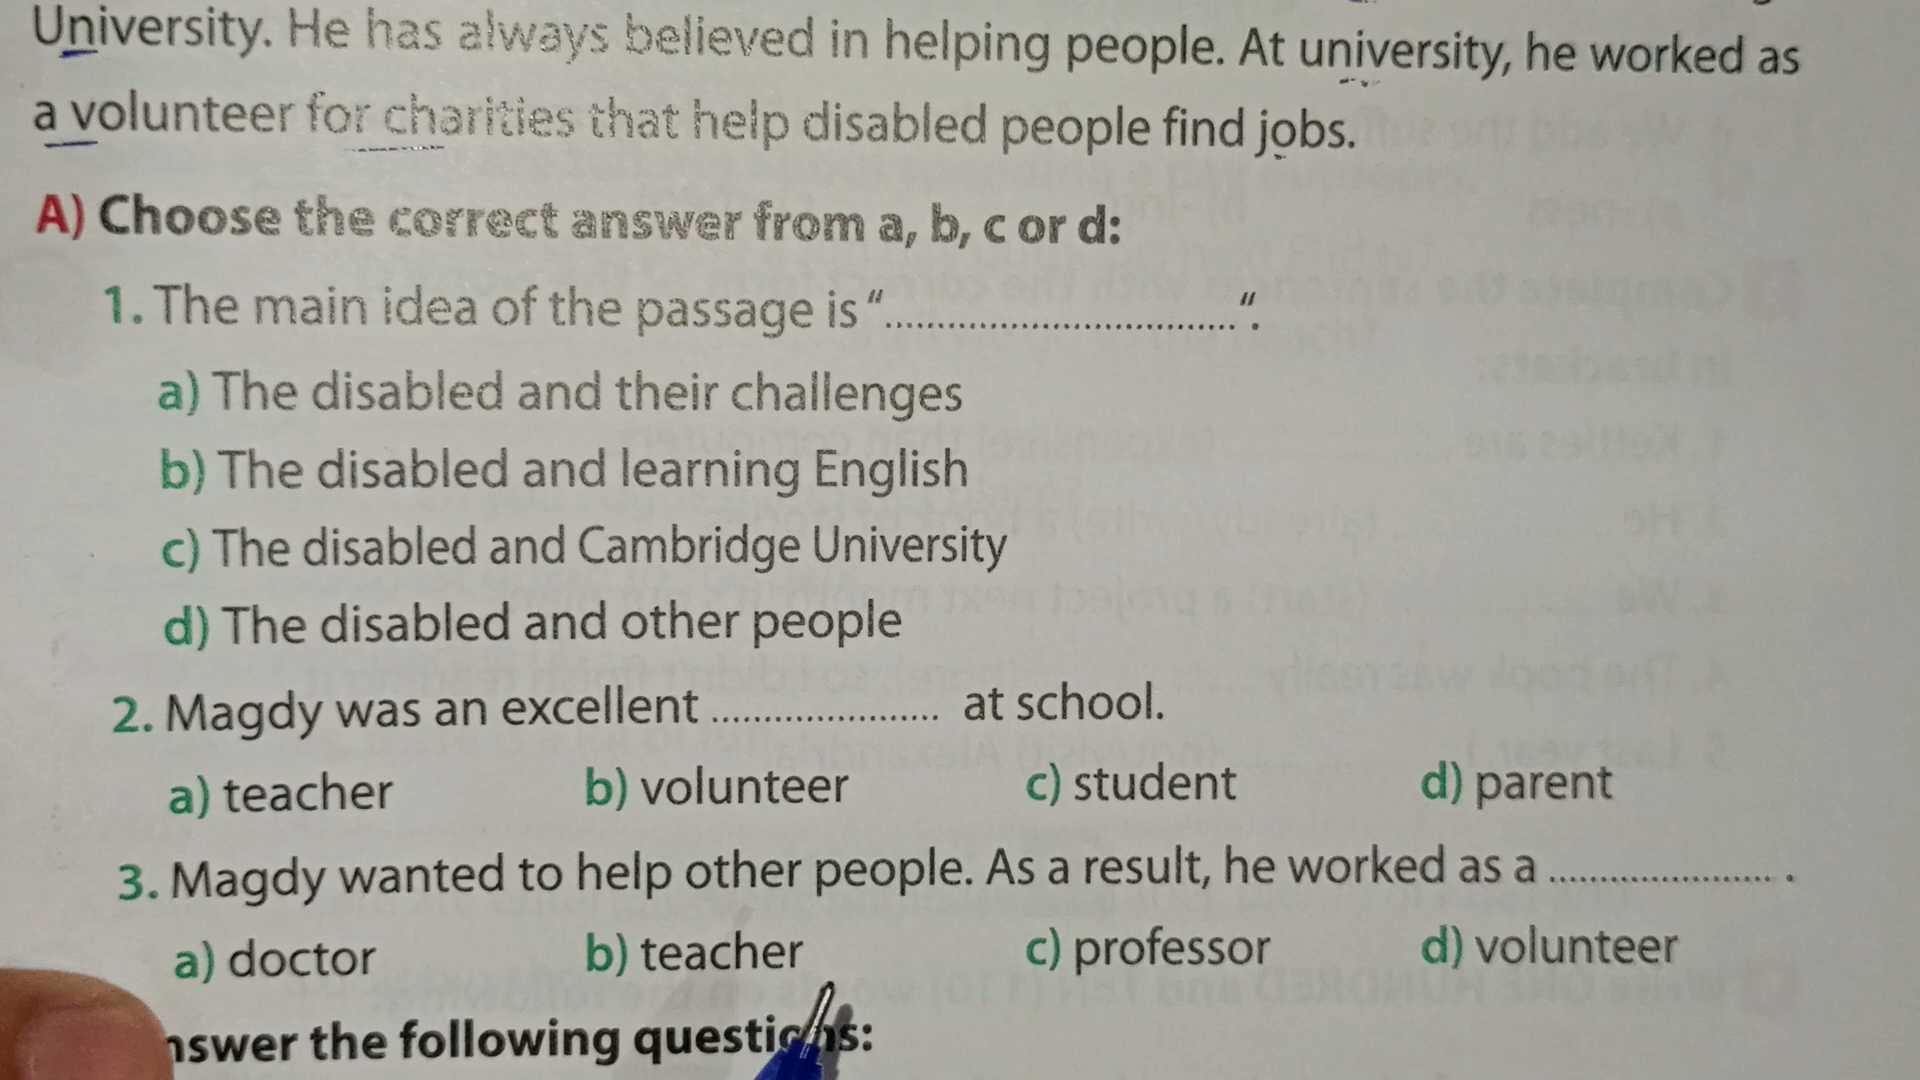 University. He has always believed in helping people. At university, he worked as
a volunteer for charities that help disabled people find jobs.
A) Choose the correct answer from a, b, c or d:
1. The main idea of the passage is “..................................”.
a) The disabled and their challenges
b) The disabled and learning English
c) The disabled and Cambridge University
d) The disabled and other people
2. Magdy was an excellent ...................... at school.
a) teacher b) volunteer c) student d) parent
3. Magdy wanted to help other people. As a result, he worked as a ...................... .
a) doctor b) teacher c) professor d) volunteer
the following